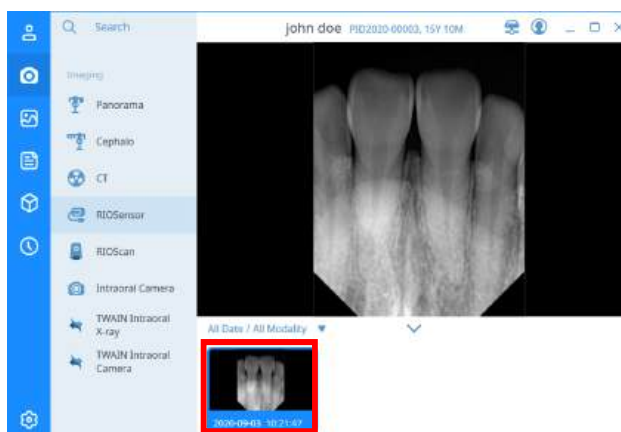 Search
john doe PID2020-00003, 15Y 10M
Imaging
Panorama
Cephalo
CT
RIOSensor
RIOScan
Intraoral Camera
TWAIN Intraoral
X-ray
TWAIN Intraoral
Camera
All Date / All Modality
2020-09-03 10:21:47